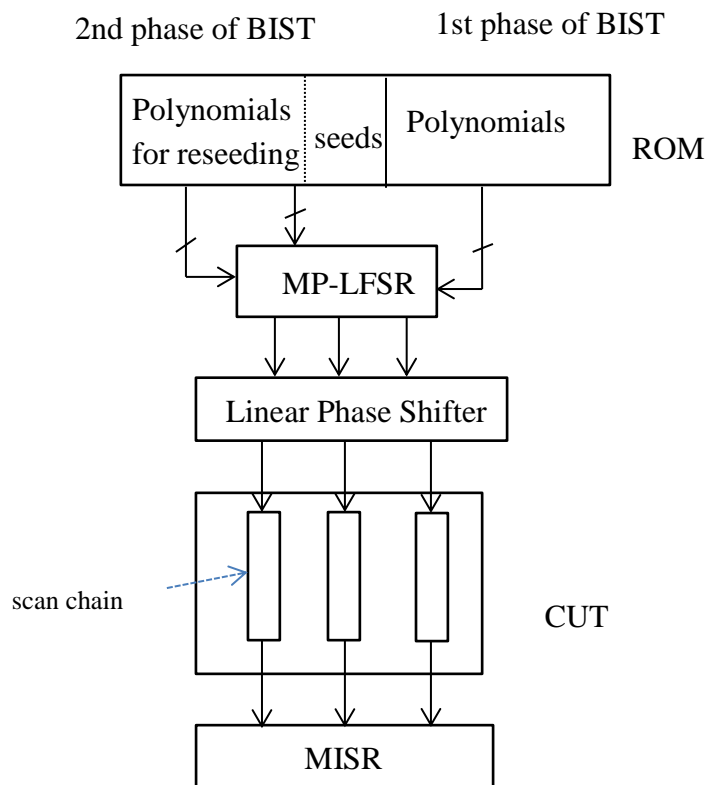 2nd phase of BIST
1st phase of BIST
Polynomials
for reseeding
seeds
Polynomials
ROM
MP-LFSR
Linear Phase Shifter
scan chain
CUT
MISR